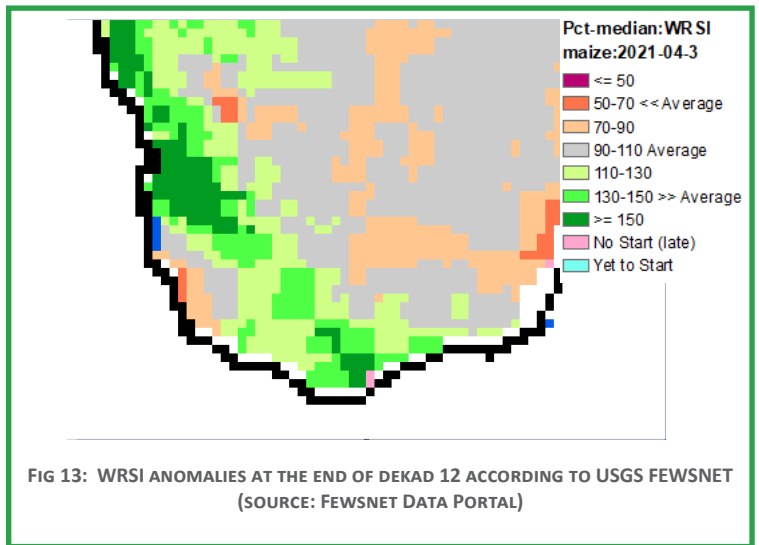 Pct-median:WRSI
maize:2021-04-3
<= 50
50-70 << Average
70-90
90-110 Average
110-130
130-150 >> Average
>= 150
No Start (late)
Yet to Start
FIG 13: WRSI ANOMALIES AT THE END OF DEKAD 12 ACCORDING TO USGS FEWSNET
(SOURCE: FEWSNET DATA PORTAL)